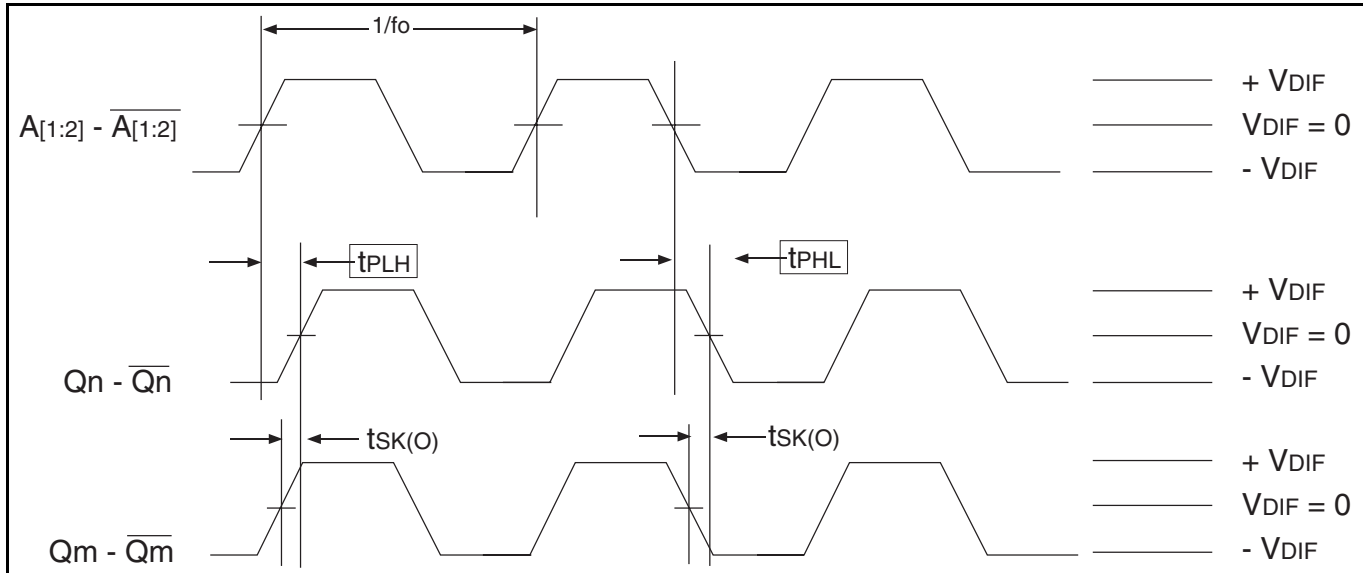 1/fo
A[1:2] - A[1:2]
+ VDIF
VDIF = 0
- VDIF
tPLH
tPHL
Qn - Qn
+ VDIF
VDIF = 0
- VDIF
tSK(O)
tSK(O)
Qm - Qm
+ VDIF
VDIF = 0
- VDIF